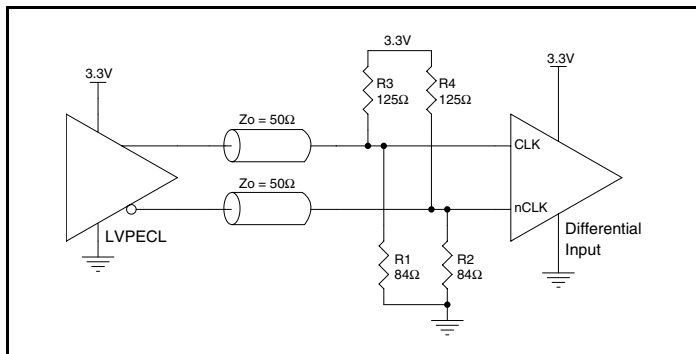 3.3V
3.3V
3.3V
R3
125Ω
R4
125Ω
Zo = 50Ω
CLK
Zo = 50Ω
nCLK
LVPECL
Differential
Input
R1
84Ω
R2
84Ω